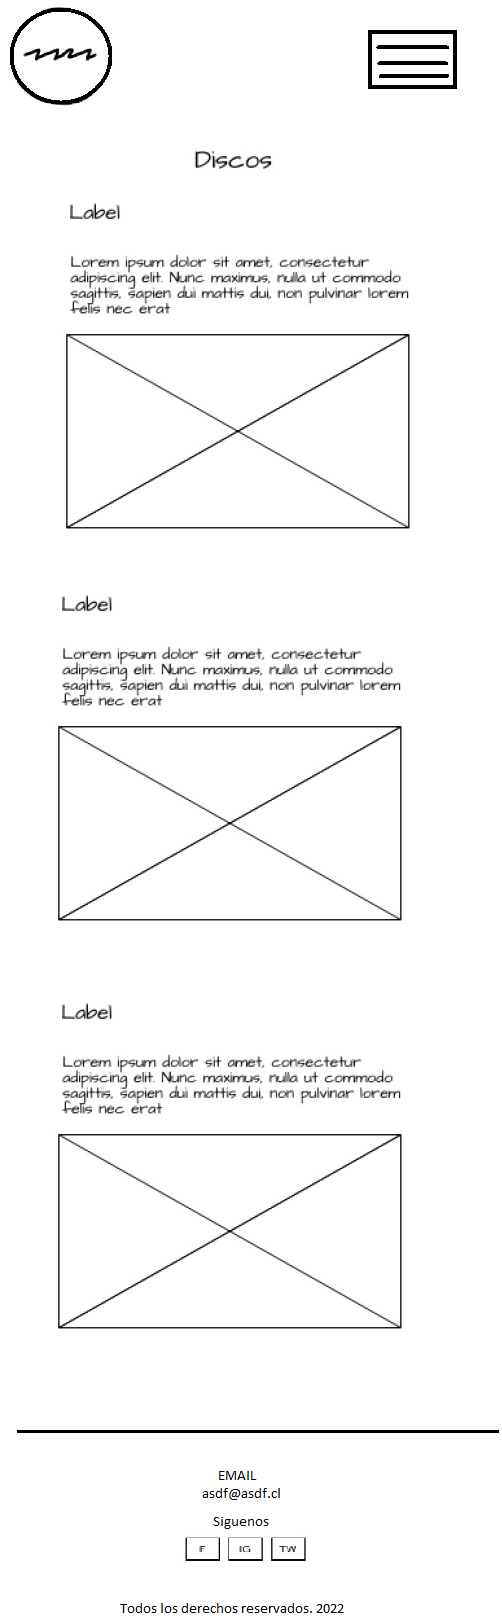 Discos
Label
Lorem ipsum dolor sit amet, consectetur
adipiscing elit. Nunc maximus, nulla ut commodo
sagittis, sapien dui mattis dui, non pulvinar lorem
felis nec erat
Label
Lorem ipsum dolor sit amet, consectetur
adipiscing elit. Nunc maximus, nulla ut commodo
sagittis, sapien dui mattis dui, non pulvinar lorem
felis nec erat
Label
Lorem ipsum dolor sit amet, consectetur
adipiscing elit. Nunc maximus, nulla ut commodo
sagittis, sapien dui mattis dui, non pulvinar lorem
felis nec erat
EMAIL
asdf@asdf.cl
Siguenos
F IG TW
Todos los derechos reservados. 2022